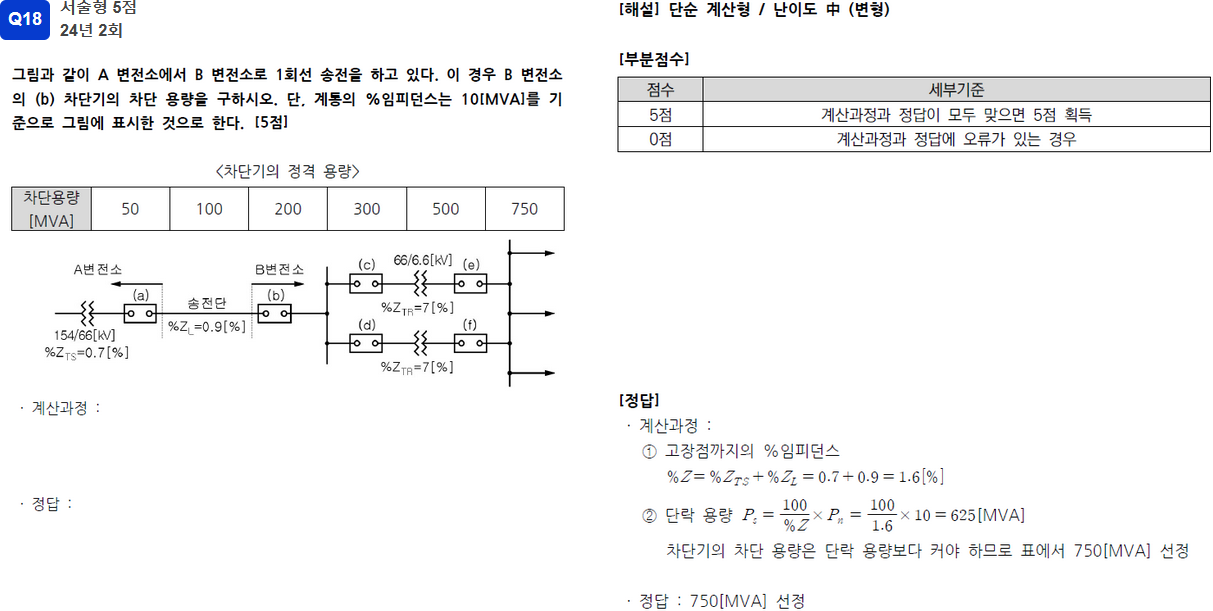 Q18
서술형 5점
24년 2회
그림과 같이 A 변전소에서 B 변전소로 1회선 송전을 하고 있다. 이 경우 B 변전소
의 (b) 차단기의 차단 용량을 구하시오. 단, 계통의 %임피던스는 10[MVA]를 기
준으로 그림에 표시한 것으로 한다. [5점]
<차단기의 정격 용량>
차단용량
[MVA]
50 100 200 300 500 750
A변전소
(a)
154/66[kV]
%Z_TS=0.7[%]
송전단
%Z_L=0.9[%]
B변전소
(b)
(c) 66/6.6[kV] (e)
%Z_TR=7[%]
(d) (f)
%Z_TR=7[%]
· 계산과정 :
· 정답 :
[해설] 단순 계산형 / 난이도 中 (변형)
[부분점수]
점수 세부기준
5점 계산과정과 정답이 모두 맞으면 5점 획득
0점 계산과정과 정답에 오류가 있는 경우
[정답]
· 계산과정 :
① 고장점까지의 %임피던스
%Z = %Z_TS + %Z_L = 0.7 + 0.9 = 1.6[%]
② 단락 용량 P_s = 100/%Z × P_n = 100/1.6 × 10 = 625[MVA]
차단기의 차단 용량은 단락 용량보다 커야 하므로 표에서 750[MVA] 선정
· 정답 : 750[MVA] 선정